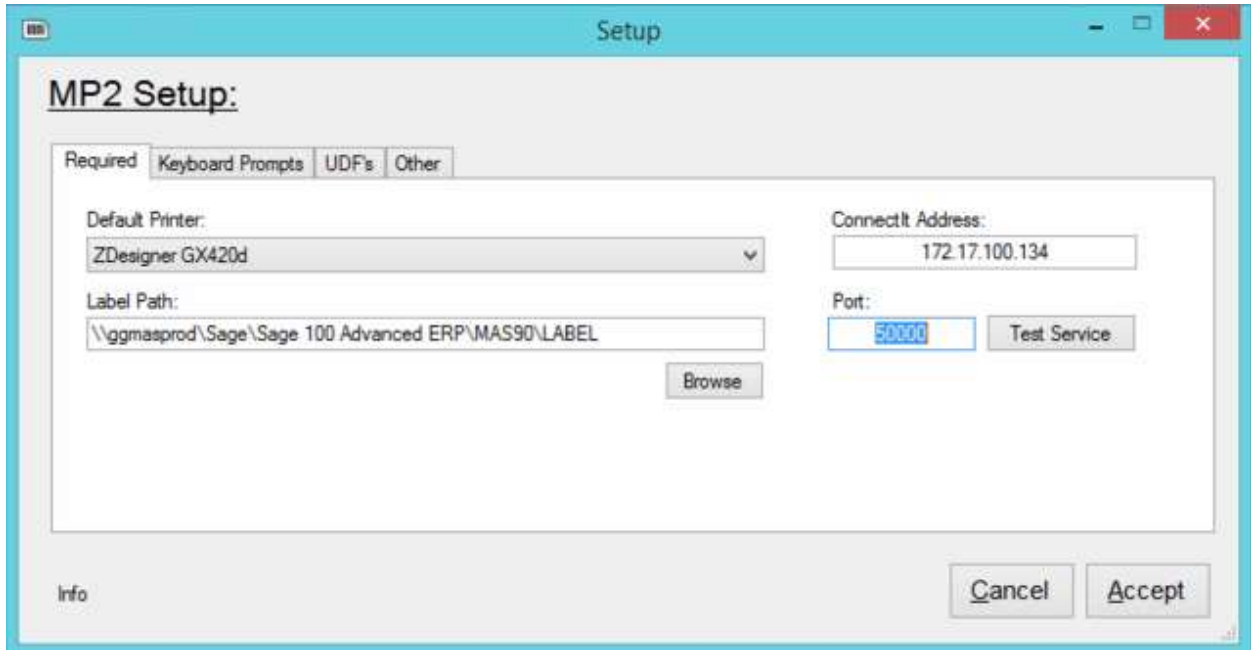 Setup
MP2 Setup:
Required Keyboard Prompts UDF's Other
Default Printer: ConnectIt Address:
ZDesigner GX420d 172.17.100.134
Label Path: Port:
\\ggmasprod\Sage\Sage 100 Advanced ERP\MAS90\LABEL 50000 Test Service
Browse
Info Cancel Accept